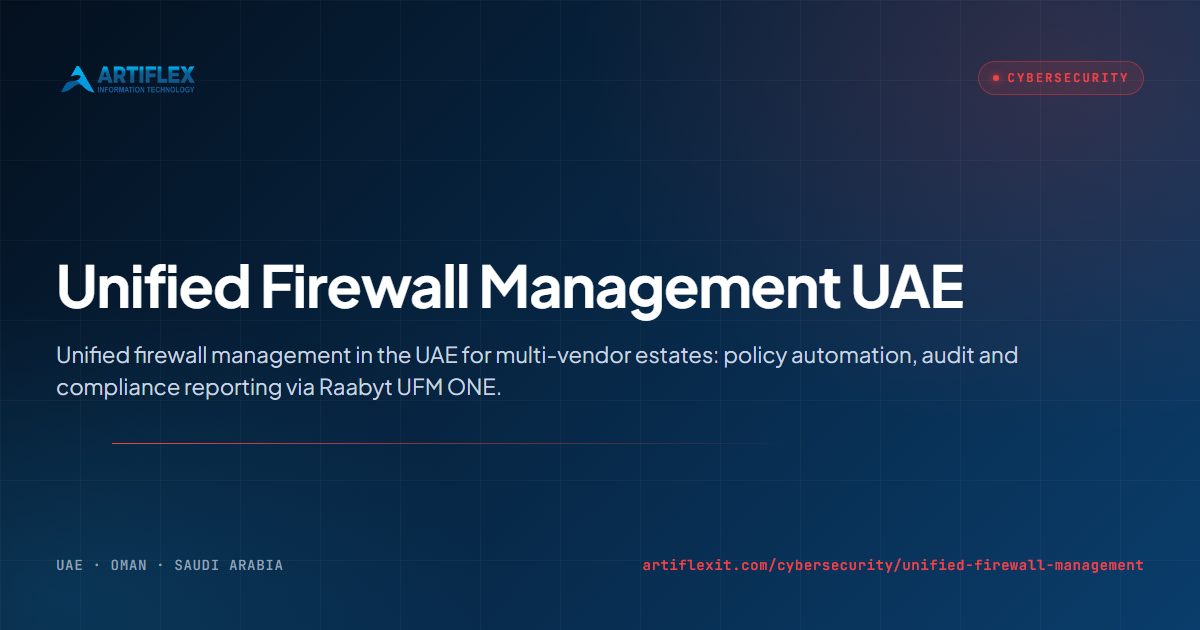 ARTIFLEX
INFORMATION TECHNOLOGY
CYBERSECURITY
Unified Firewall Management UAE
Unified firewall management in the UAE for multi-vendor estates: policy automation, audit and
compliance reporting via Raabyt UFM ONE.
UAE · OMAN · SAUDI ARABIA
artiflexit.com/cybersecurity/unified-firewall-management